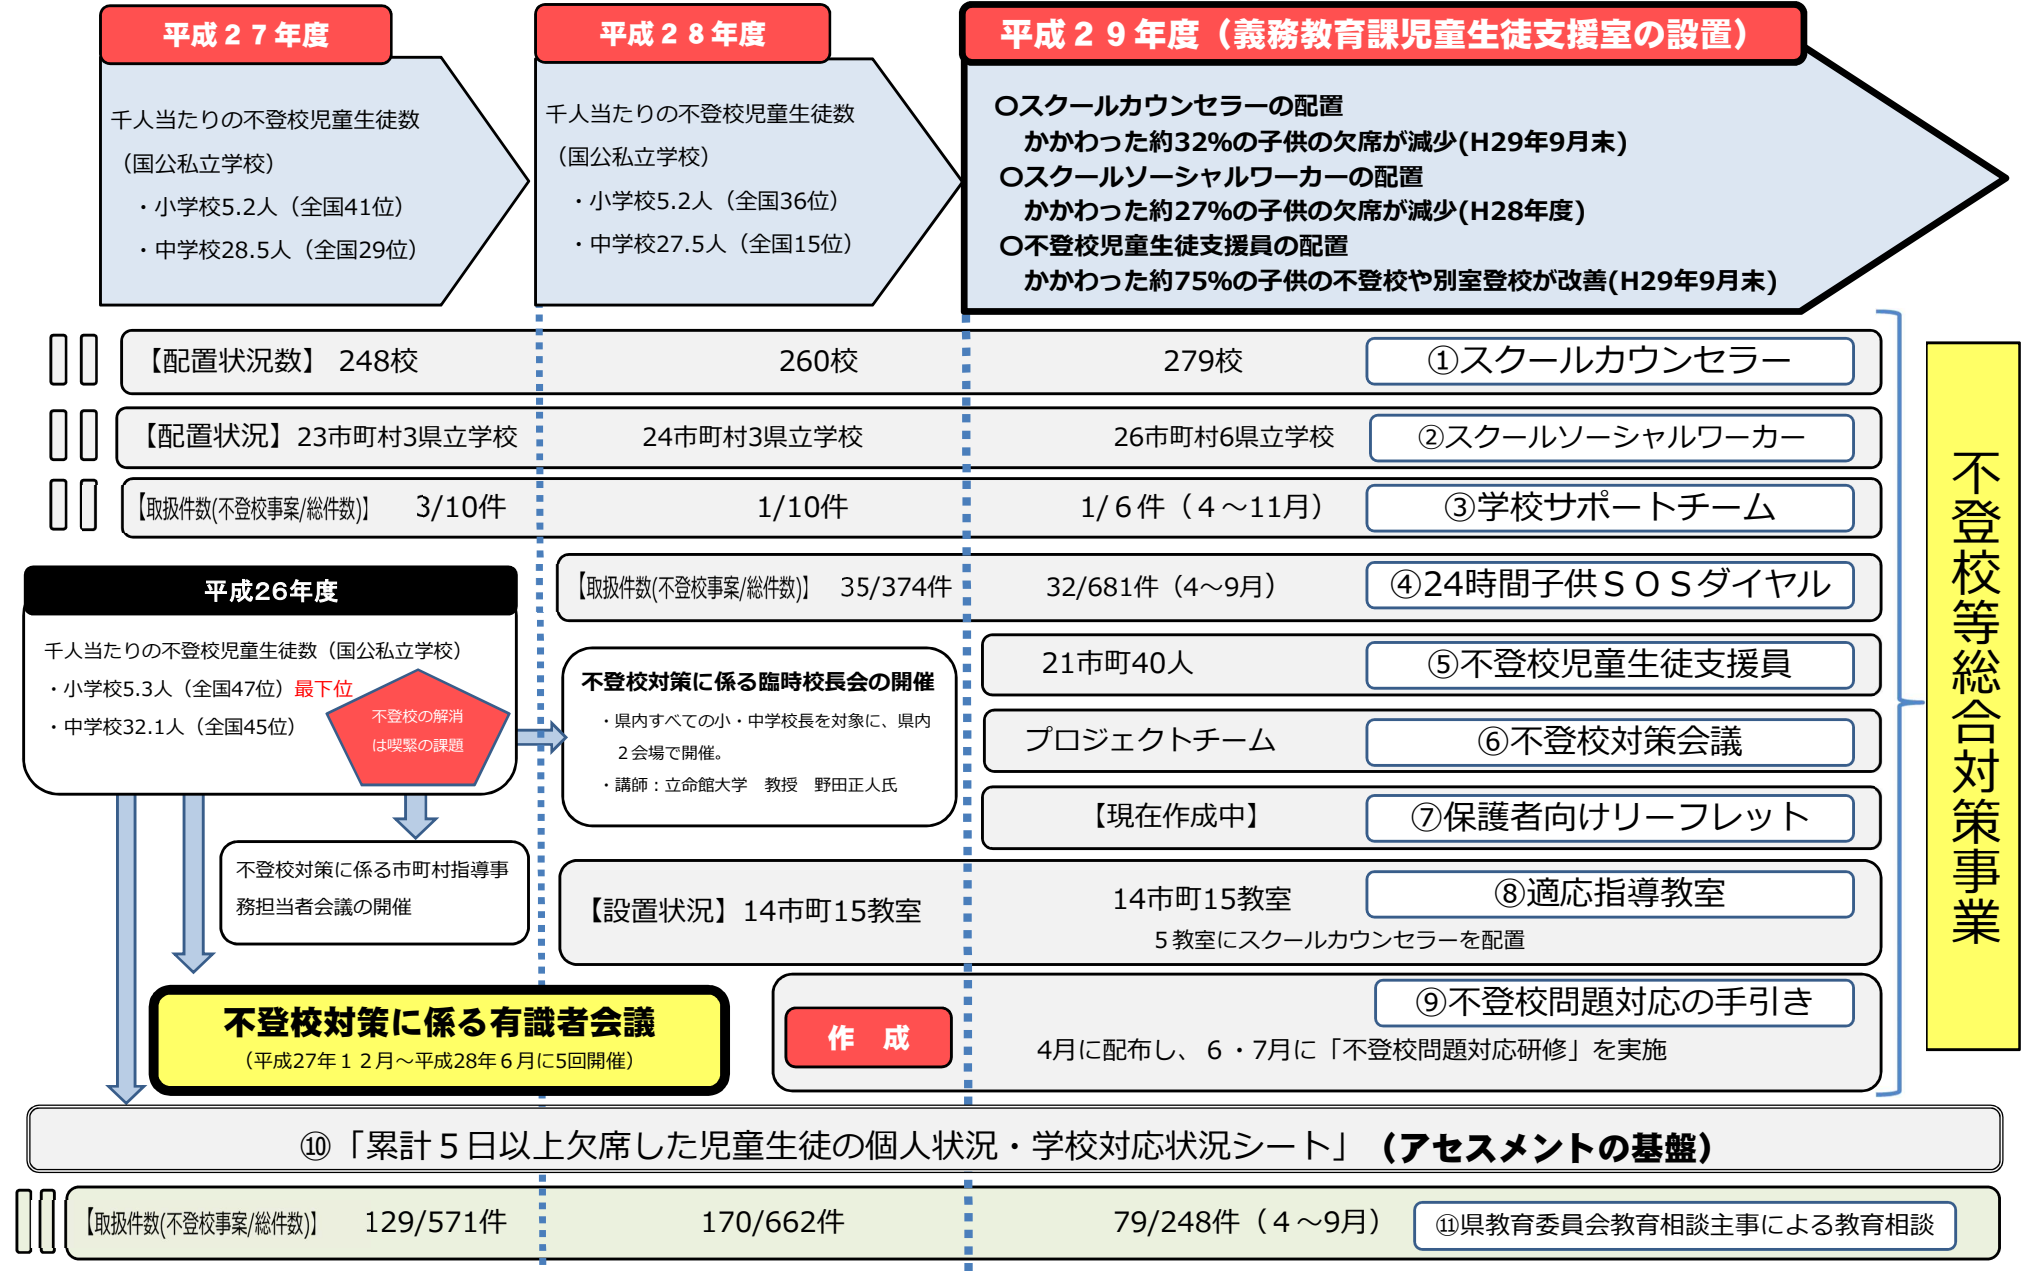 平成２７年度
千人当たりの不登校児童生徒数
（国公私立学校）
・小学校5.2人（全国41位）
・中学校28.5人（全国29位）
平成２８年度
千人当たりの不登校児童生徒数
（国公私立学校）
・小学校5.2人（全国36位）
・中学校27.5人（全国15位）
平成２９年度（義務教育課児童生徒支援室の設置）
〇スクールカウンセラーの配置
かかわった約32%の子供の欠席が減少(H29年9月末)
〇スクールソーシャルワーカーの配置
かかわった約27%の子供の欠席が減少(H28年度)
〇不登校児童生徒支援員の配置
かかわった約75%の子供の不登校や別室登校が改善(H29年9月末)
【配置状況数】 248校 260校 279校 ①スクールカウンセラー
【配置状況】23市町村3県立学校 24市町村3県立学校 26市町村6県立学校 ②スクールソーシャルワーカー
【取扱件数(不登校事案/総件数)】 3/10件 1/10件 1/６件（４～11月） ③学校サポートチーム
【取扱件数(不登校事案/総件数)】 35/374件 32/681件（4～9月） ④24時間子供ＳＯＳダイヤル
平成26年度
千人当たりの不登校児童生徒数（国公私立学校）
・小学校5.3人（全国47位）最下位
・中学校32.1人（全国45位）
不登校の解消
は喫緊の課題
不登校対策に係る臨時校長会の開催
・県内すべての小・中学校長を対象に、県内
２会場で開催。
・講師：立命館大学　教授　野田正人氏
21市町40人 ⑤不登校児童生徒支援員
プロジェクトチーム ⑥不登校対策会議
【現在作成中】 ⑦保護者向けリーフレット
不登校対策に係る市町村指導事
務担当者会議の開催
【設置状況】14市町15教室 14市町15教室 ⑧適応指導教室
５教室にスクールカウンセラーを配置
不登校対策に係る有識者会議
（平成27年１２月～平成28年６月に5回開催）
作　成
⑨不登校問題対応の手引き
4月に配布し、６・7月に「不登校問題対応研修」を実施
不登校等総合対策事業
⑩「累計５日以上欠席した児童生徒の個人状況・学校対応状況シート」（アセスメントの基盤）
【取扱件数(不登校事案/総件数)】 129/571件 170/662件 79/248件（４～9月） ⑪県教育委員会教育相談主事による教育相談